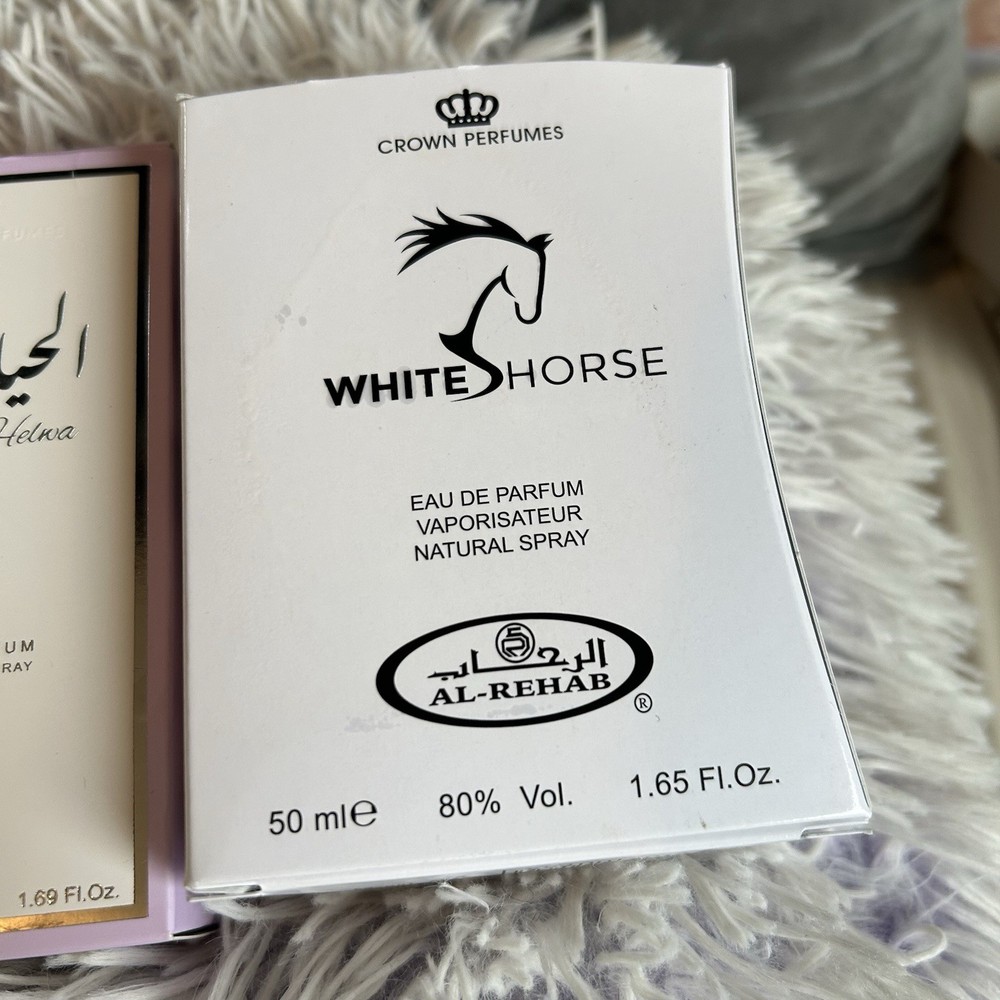 CROWN PERFUMES
WHITE HORSE
EAU DE PARFUM
VAPORISATEUR
NATURAL SPRAY
الرحاب
AL-REHAB
®
50 ml℮ 80% Vol. 1.65 Fl.Oz.
Helwa
UM
RAY
1.69 Fl.Oz.